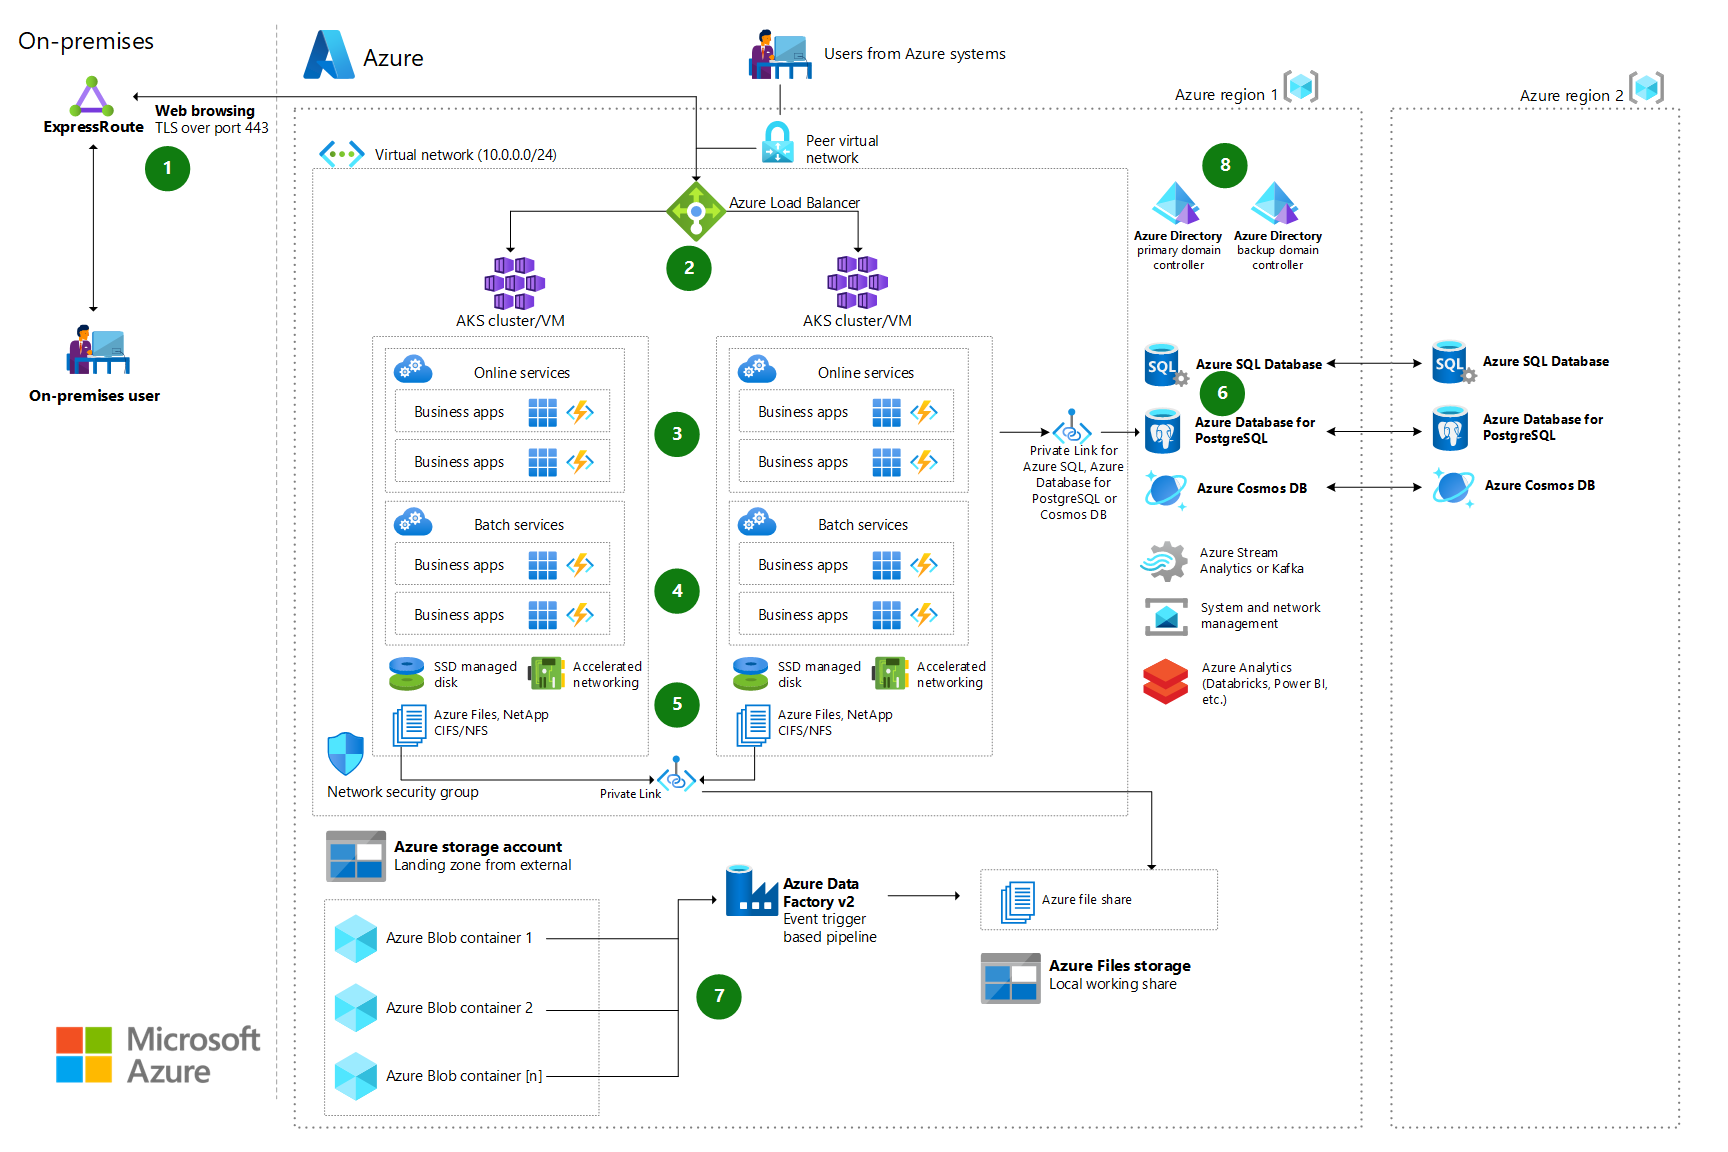 On-premises
Azure
Users from Azure systems
Azure region 1
Azure region 2
ExpressRoute
Web browsing
TLS over port 443
1
On-premises user
Peer virtual
network
Virtual network (10.0.0.0/24)
Azure Load Balancer
2
8
Azure Directory
primary domain
controller
Azure Directory
backup domain
controller
AKS cluster/VM
AKS cluster/VM
Online services
Business apps
Business apps
Batch services
Business apps
Business apps
SSD managed
disk
Accelerated
networking
Azure Files, NetApp
CIFS/NFS
3
4
5
Online services
Business apps
Business apps
Batch services
Business apps
Business apps
SSD managed
disk
Accelerated
networking
Azure Files, NetApp
CIFS/NFS
Private Link for
Azure SQL, Azure
Database for
PostgreSQL or
Cosmos DB
SQL
Azure SQL Database
6
Azure Database for
PostgreSQL
Azure Cosmos DB
Azure Stream
Analytics or Kafka
System and network
management
Azure Analytics
(Databricks, Power BI,
etc.)
SQL
Azure SQL Database
Azure Database for
PostgreSQL
Azure Cosmos DB
Network security group
Private Link
Azure storage account
Landing zone from external
Azure Blob container 1
Azure Blob container 2
Azure Blob container [n]
7
Azure Data
Factory v2
Event trigger
based pipeline
Azure file share
Azure Files storage
Local working share
Microsoft
Azure